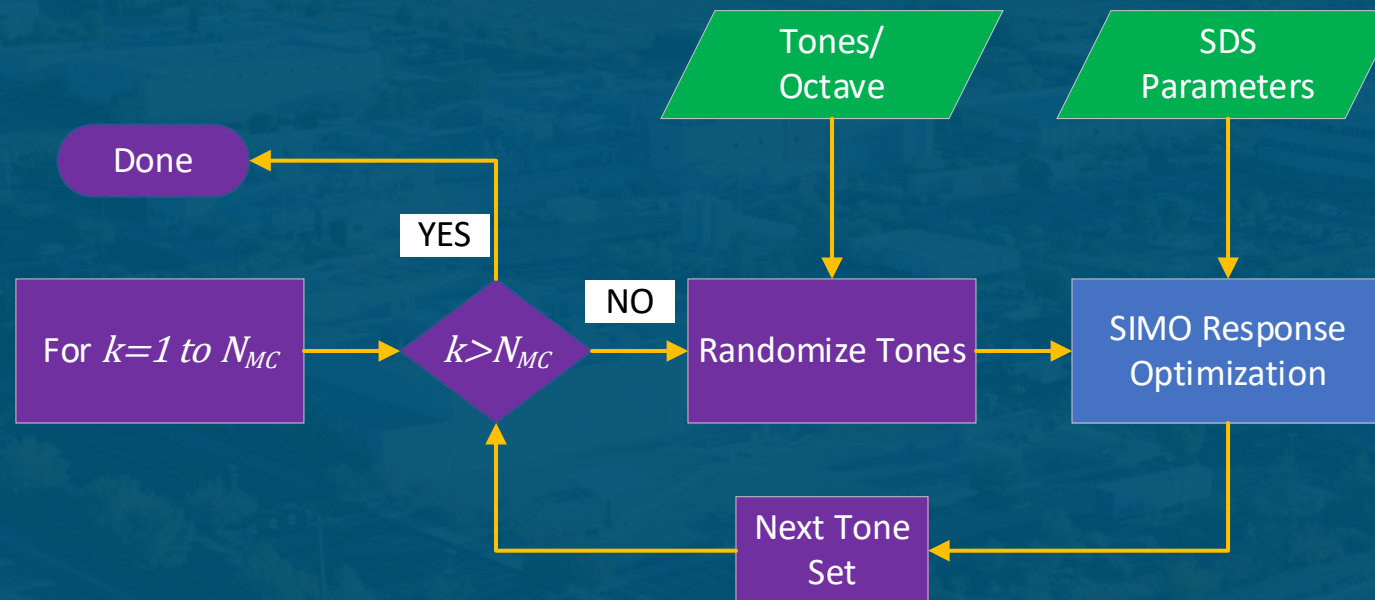 Tones/
Octave
SDS
Parameters
Done
YES
NO
For k=1 to N_MC
k>N_MC
Randomize Tones
SIMO Response
Optimization
Next Tone
Set